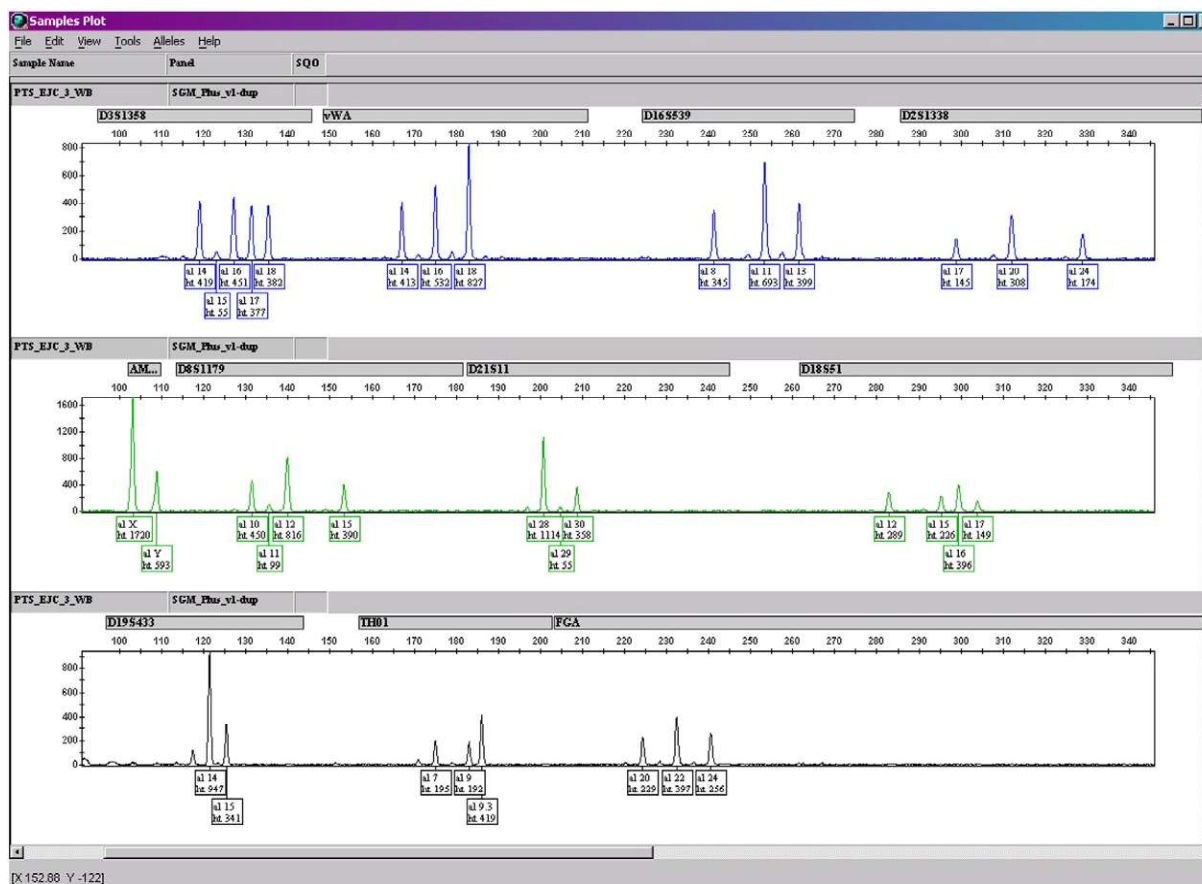 Samples Plot
File Edit View Tools Alleles Help
Sample Name Panel SQO
PTS_EJC_3_WB SGM_Plus_v1-dup
D3S1358 vWA D16S539 D2S1338
100 110 120 130 140 150 160 170 180 190 200 210 220 230 240 250 260 270 280 290 300 310 320 330 340
800
600
400
200
0
al 14 al 16 al 18 al 14 al 16 al 18 al 8 al 11 al 13 al 17 al 20 al 24
ht 419 ht 451 ht 382 ht 413 ht 532 ht 827 ht 345 ht 693 ht 399 ht 145 ht 308 ht 174
al 15 al 17
ht 55 ht 377
PTS_EJC_3_WB SGM_Plus_v1-dup
AM... D8S1179 D21S11 D18S51
100 110 120 130 140 150 160 170 180 190 200 210 220 230 240 250 260 270 280 290 300 310 320 330 340
1600
1200
800
400
0
al X al 10 al 12 al 15 al 28 al 30 al 12 al 15 al 17
ht 1720 ht 450 ht 816 ht 390 ht 1114 ht 358 ht 289 ht 226 ht 149
al Y al 11 al 29 al 16
ht 593 ht 99 ht 55 ht 396
PTS_EJC_3_WB SGM_Plus_v1-dup
D19S433 TH01 FGA
100 110 120 130 140 150 160 170 180 190 200 210 220 230 240 250 260 270 280 290 300 310 320 330 340
800
600
400
200
0
al 14 al 7 al 9 al 20 al 22 al 24
ht 947 ht 195 ht 192 ht 229 ht 397 ht 256
al 15 al 9.3
ht 341 ht 419
[X 152.88 Y -122]